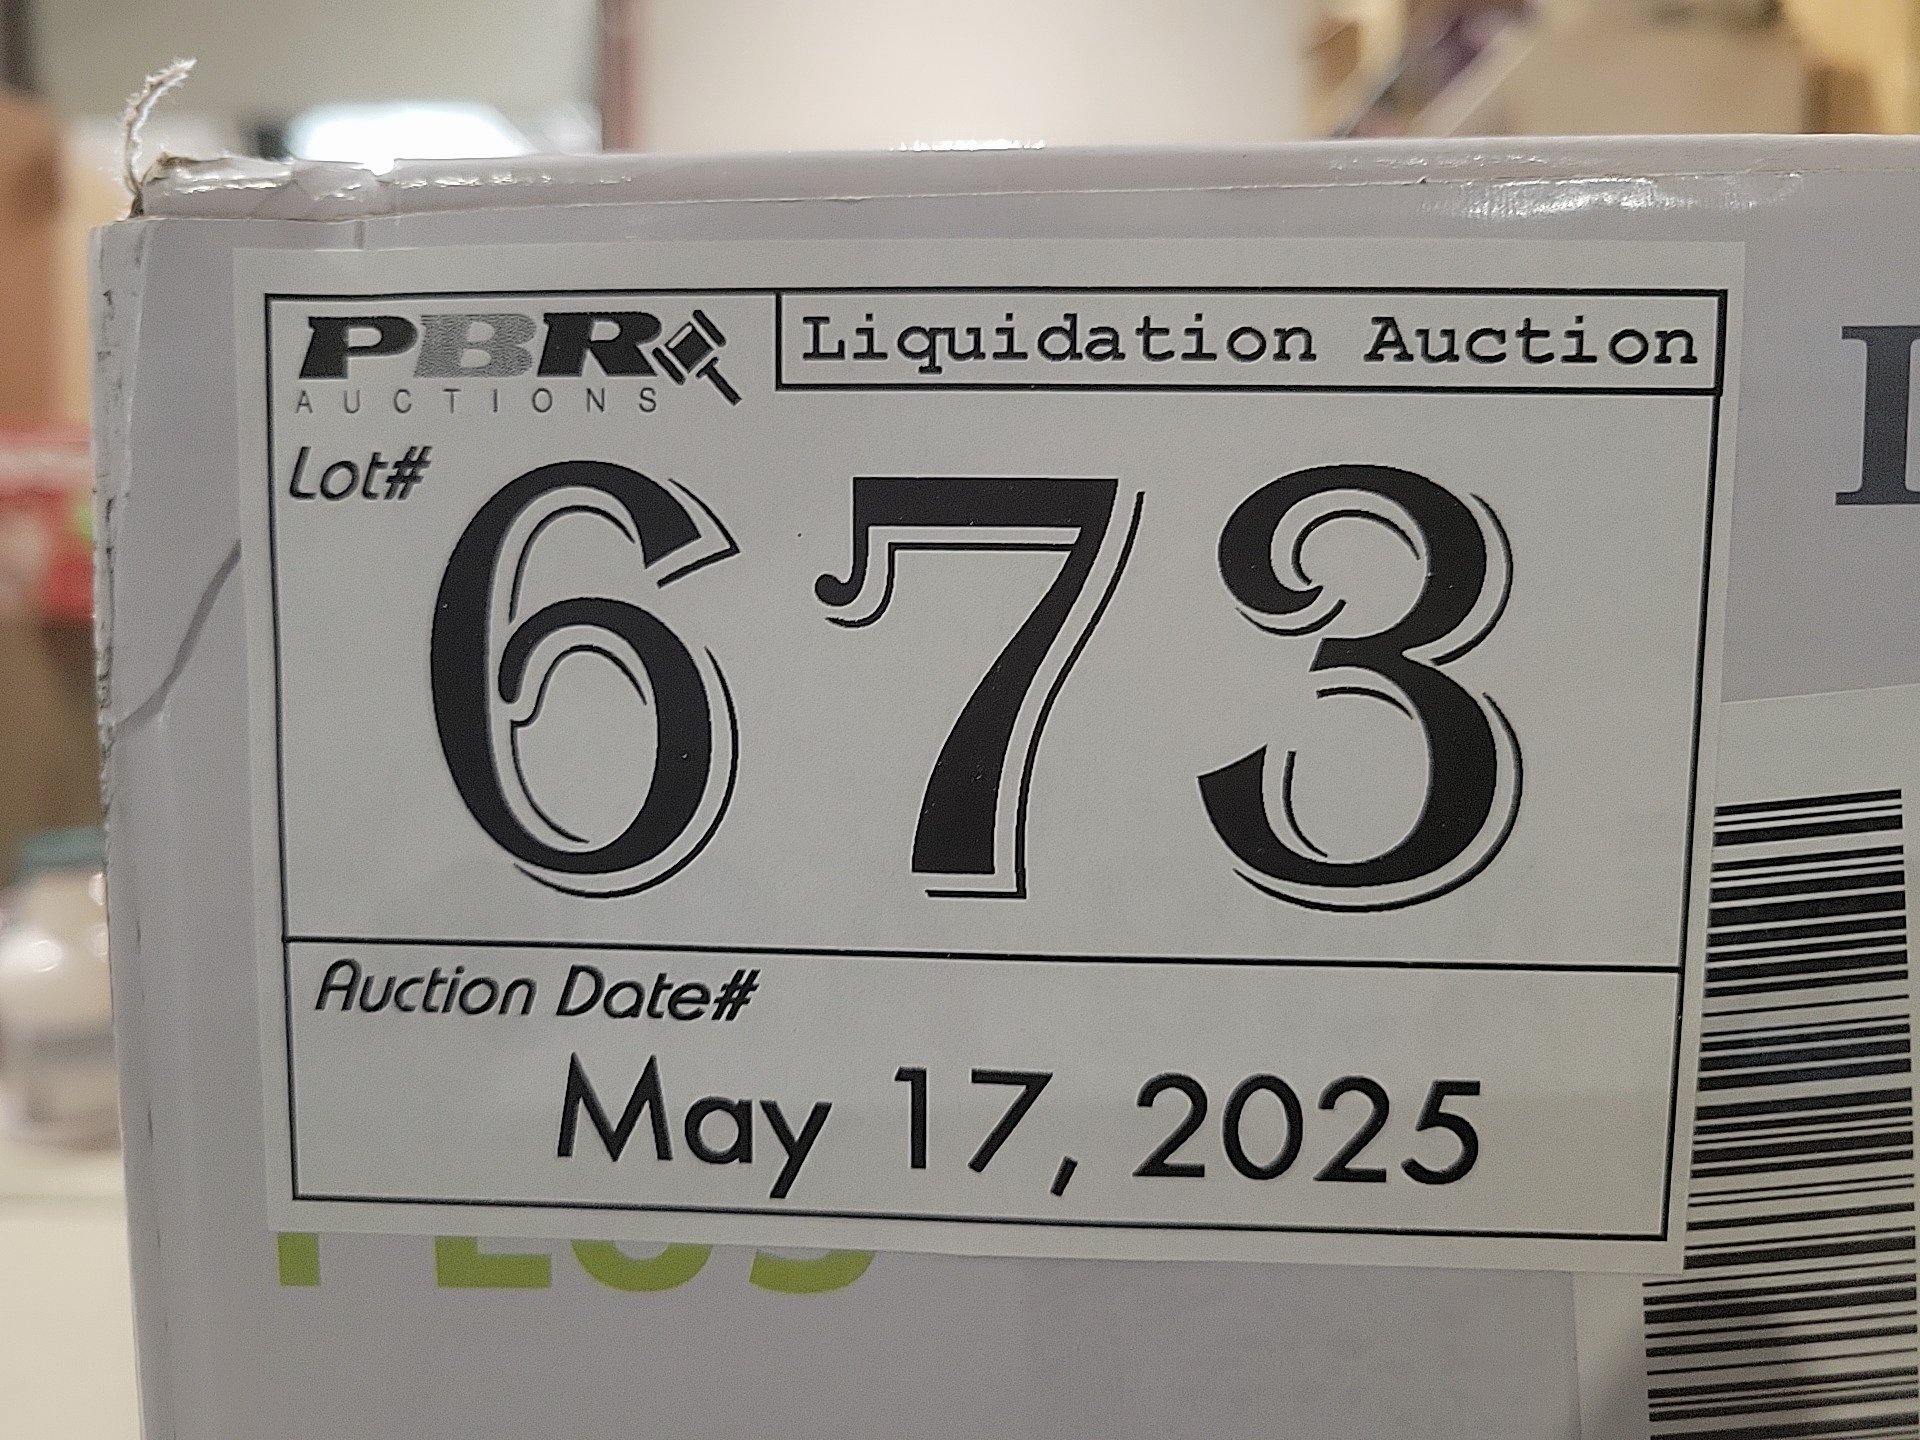 PBR
AUCTIONS
Liquidation Auction
Lot#
673
Auction Date#
May 17, 2025